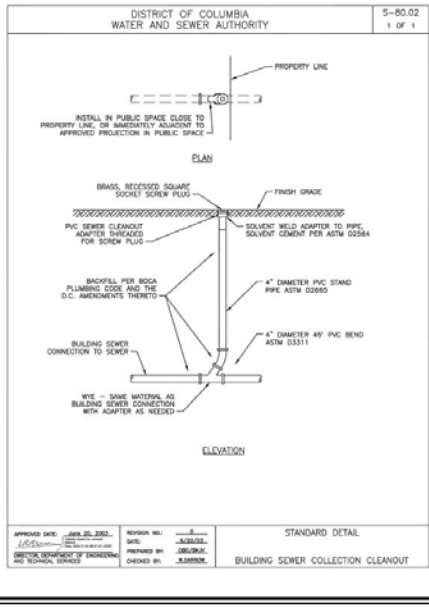 DISTRICT OF COLUMBIA
WATER AND SEWER AUTHORITY
S-80.02
1 OF 1
PROPERTY LINE
INSTALL IN PUBLIC SPACE CLOSE TO
PROPERTY LINE, OR IMMEDIATELY ADJACENT TO
APPROVED PROJECTION IN PUBLIC SPACE
PLAN
BRASS, RECESSED SQUARE
SOCKET SCREW PLUG
FINISH GRADE
PVC SEWER CLEANOUT
ADAPTER THREADED
FOR SCREW PLUG
SOLVENT WELD ADAPTER TO PIPE,
SOLVENT CEMENT PER ASTM D2564
BACKFILL PER BOCA
PLUMBING CODE AND THE
D.C. AMENDMENTS THERETO
4" DIAMETER PVC STAND
PIPE ASTM D2665
BUILDING SEWER
CONNECTION TO SEWER
4" DIAMETER 45° PVC BEND
ASTM D3311
WYE - SAME MATERIAL AS
BUILDING SEWER CONNECTION
WITH ADAPTER AS NEEDED
ELEVATION
APPROVED DATE: June 20, 2003
DIRECTOR, DEPARTMENT OF ENGINEERING
AND TECHNICAL SERVICES
REVISION NO.: 0
DATE:
PREPARED BY:
CHECKED BY:
STANDARD DETAIL
BUILDING SEWER COLLECTION CLEANOUT